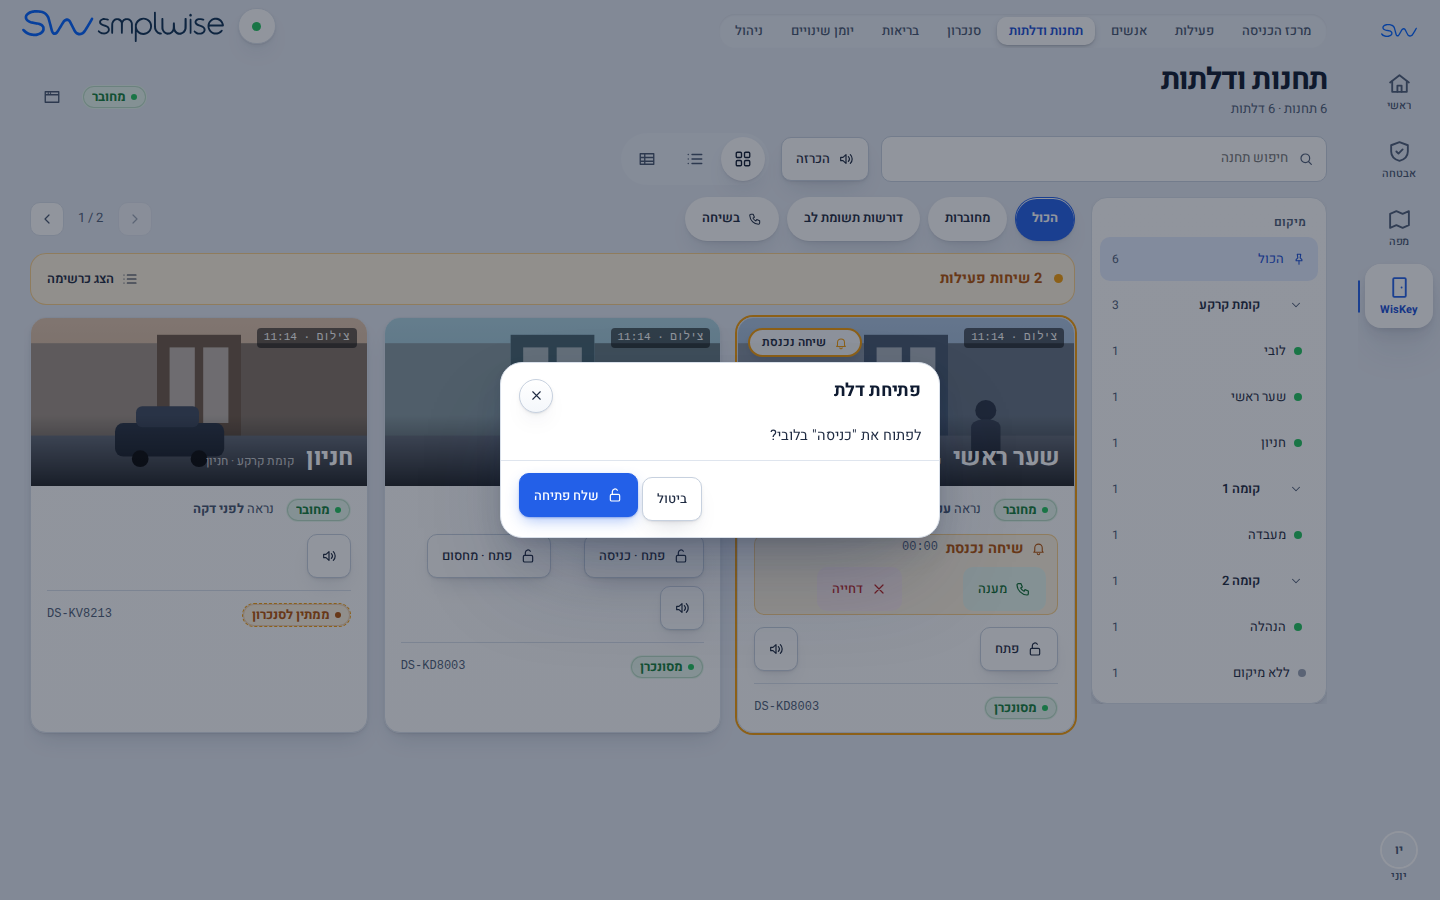 smplwise
מרכז הכניסה
פעילות
אנשים
תחנות ודלתות
סנכרון
בריאות
יומן שינויים
ניהול
ראשי
אבטחה
מפה
WisKey
יו
יוני
תחנות ודלתות
6 תחנות · 6 דלתות
מחובר
חיפוש תחנה
הכרזה
מיקום
הכול 6
קומת קרקע 3
לובי 1
שער ראשי 1
חניון 1
קומה 1 1
מעבדה 1
קומה 2 1
הנהלה 1
ללא מיקום 1
הכול
מחוברות
דורשות תשומת לב
בשיחה
1 / 2
2 שיחות פעילות
הצג כרשימה
צילום · 11:14
שיחה נכנסת
שער ראשי
מחובר
נראה
שיחה נכנסת 00:00
מענה
דחייה
פתח
מסונכרן
DS-KD8003
צילום · 11:14
פתח · כניסה
פתח · מחסום
מסונכרן
DS-KD8003
צילום · 11:14
חניון
קומת קרקע · חניון
מחובר
נראה לפני דקה
ממתין לסנכרון
DS-KV8213
פתיחת דלת
לפתוח את "כניסה" בלובי?
ביטול
שלח פתיחה